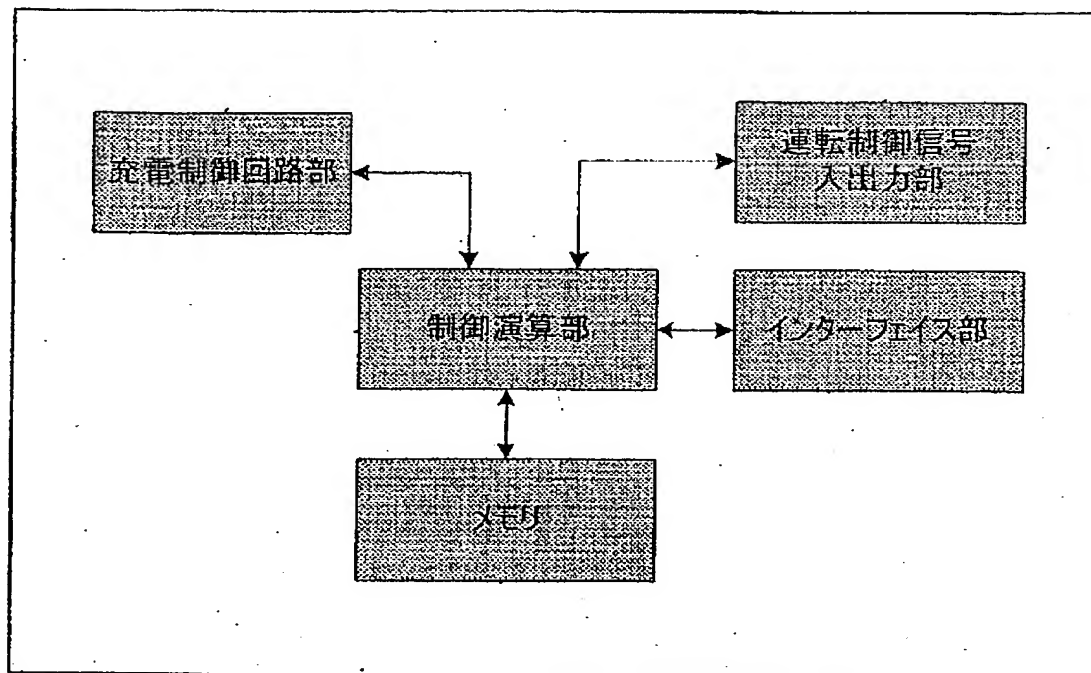 充電制御回路部
運転制御信号
入出力部
制御演算部
インターフェイス部
メモリ